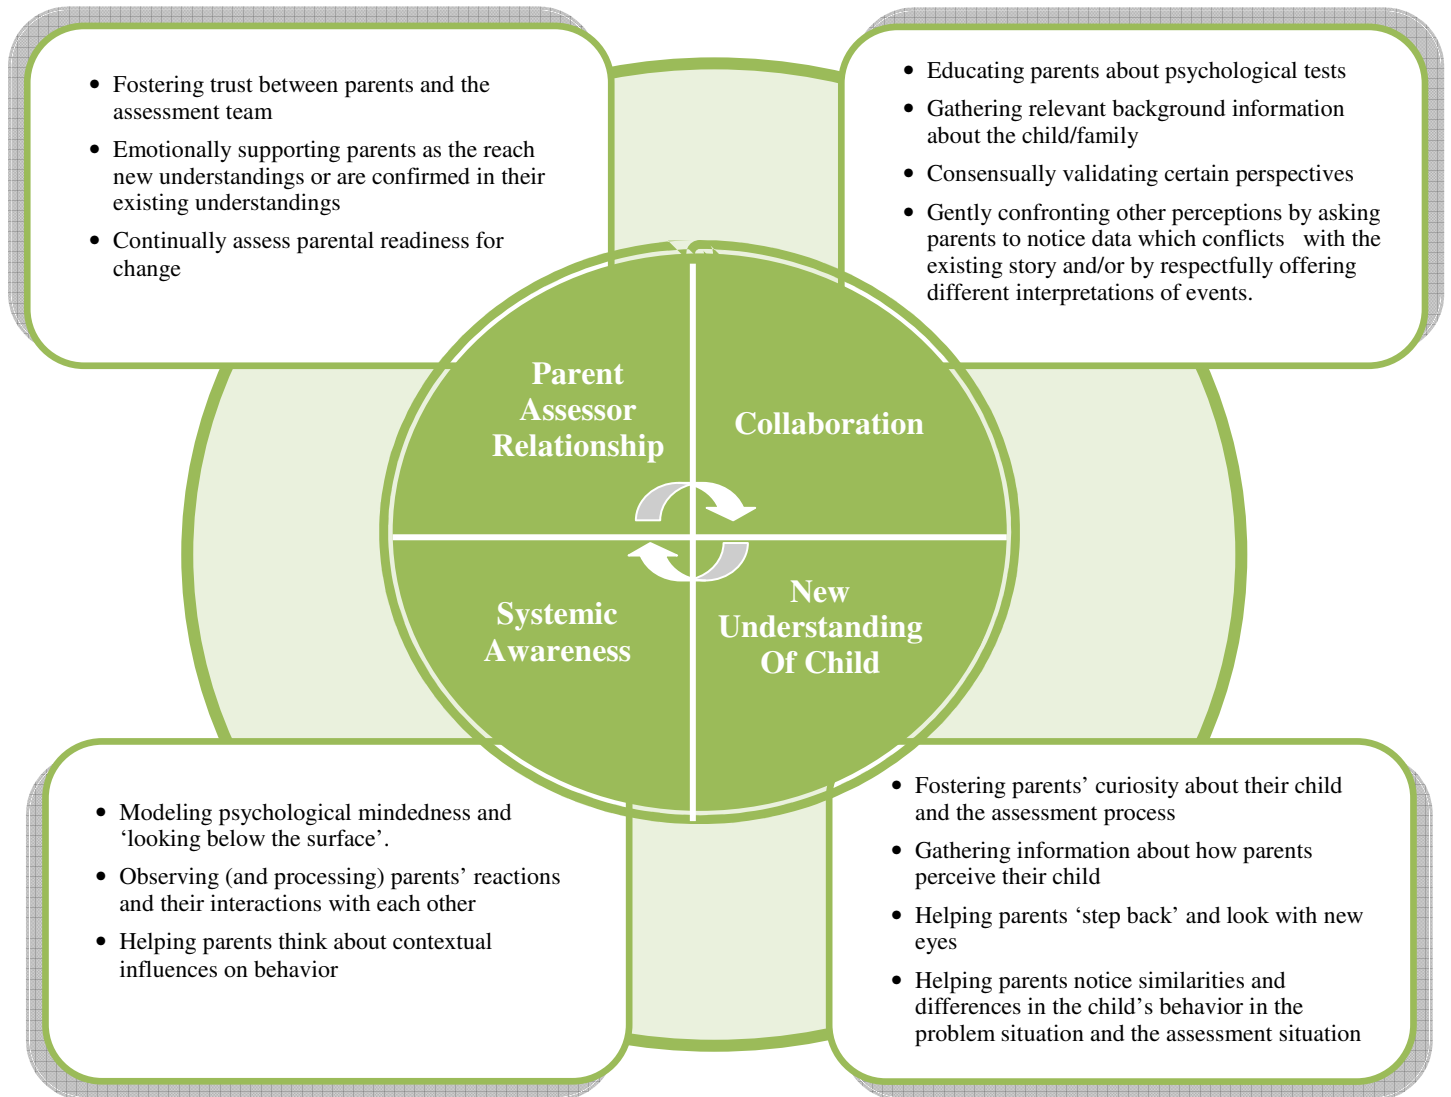 • Fostering trust between parents and the
assessment team
• Emotionally supporting parents as the reach
new understandings or are confirmed in their
existing understandings
• Continually assess parental readiness for
change
• Educating parents about psychological tests
• Gathering relevant background information
about the child/family
• Consensually validating certain perspectives
• Gently confronting other perceptions by asking
parents to notice data which conflicts with the
existing story and/or by respectfully offering
different interpretations of events.
Parent
Assessor
Relationship
Collaboration
Systemic
Awareness
New
Understanding
Of Child
• Modeling psychological mindedness and
‘looking below the surface’.
• Observing (and processing) parents’ reactions
and their interactions with each other
• Helping parents think about contextual
influences on behavior
• Fostering parents’ curiosity about their child
and the assessment process
• Gathering information about how parents
perceive their child
• Helping parents ‘step back’ and look with new
eyes
• Helping parents notice similarities and
differences in the child’s behavior in the
problem situation and the assessment situation